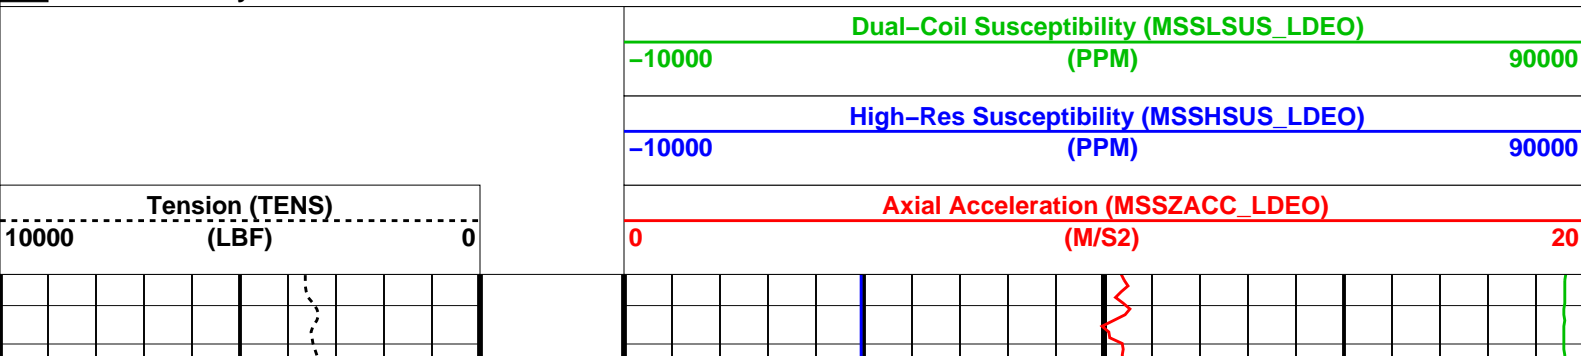 Dual−Coil Susceptibility (MSSLSUS_LDEO)
−10000 (PPM) 90000
High−Res Susceptibility (MSSHSUS_LDEO)
−10000 (PPM) 90000
Tension (TENS) Axial Acceleration (MSSZACC_LDEO)
10000 (LBF) 0 0 (M/S2) 20